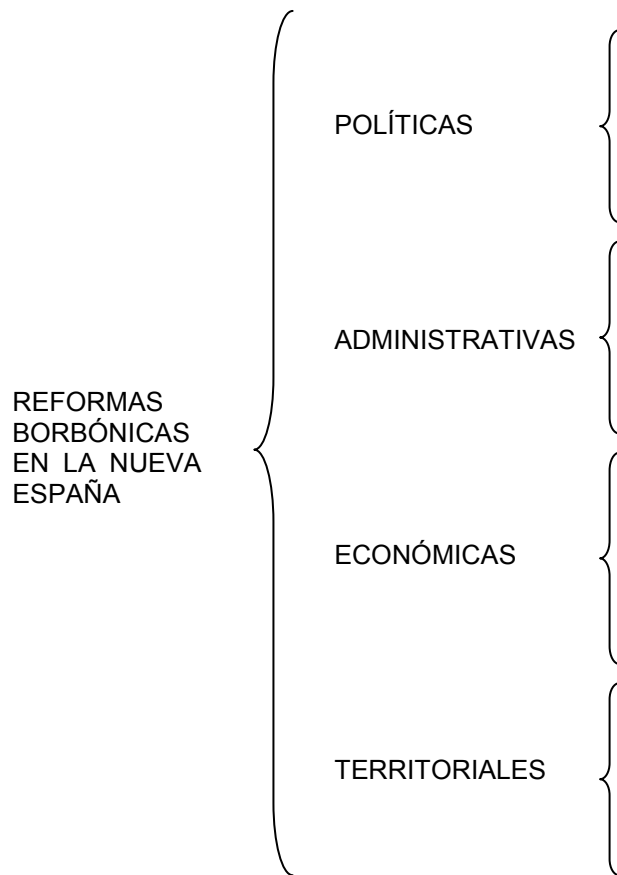 POLÍTICAS
ADMINISTRATIVAS
REFORMAS
BORBÓNICAS
EN LA NUEVA
ESPAÑA
ECONÓMICAS
TERRITORIALES